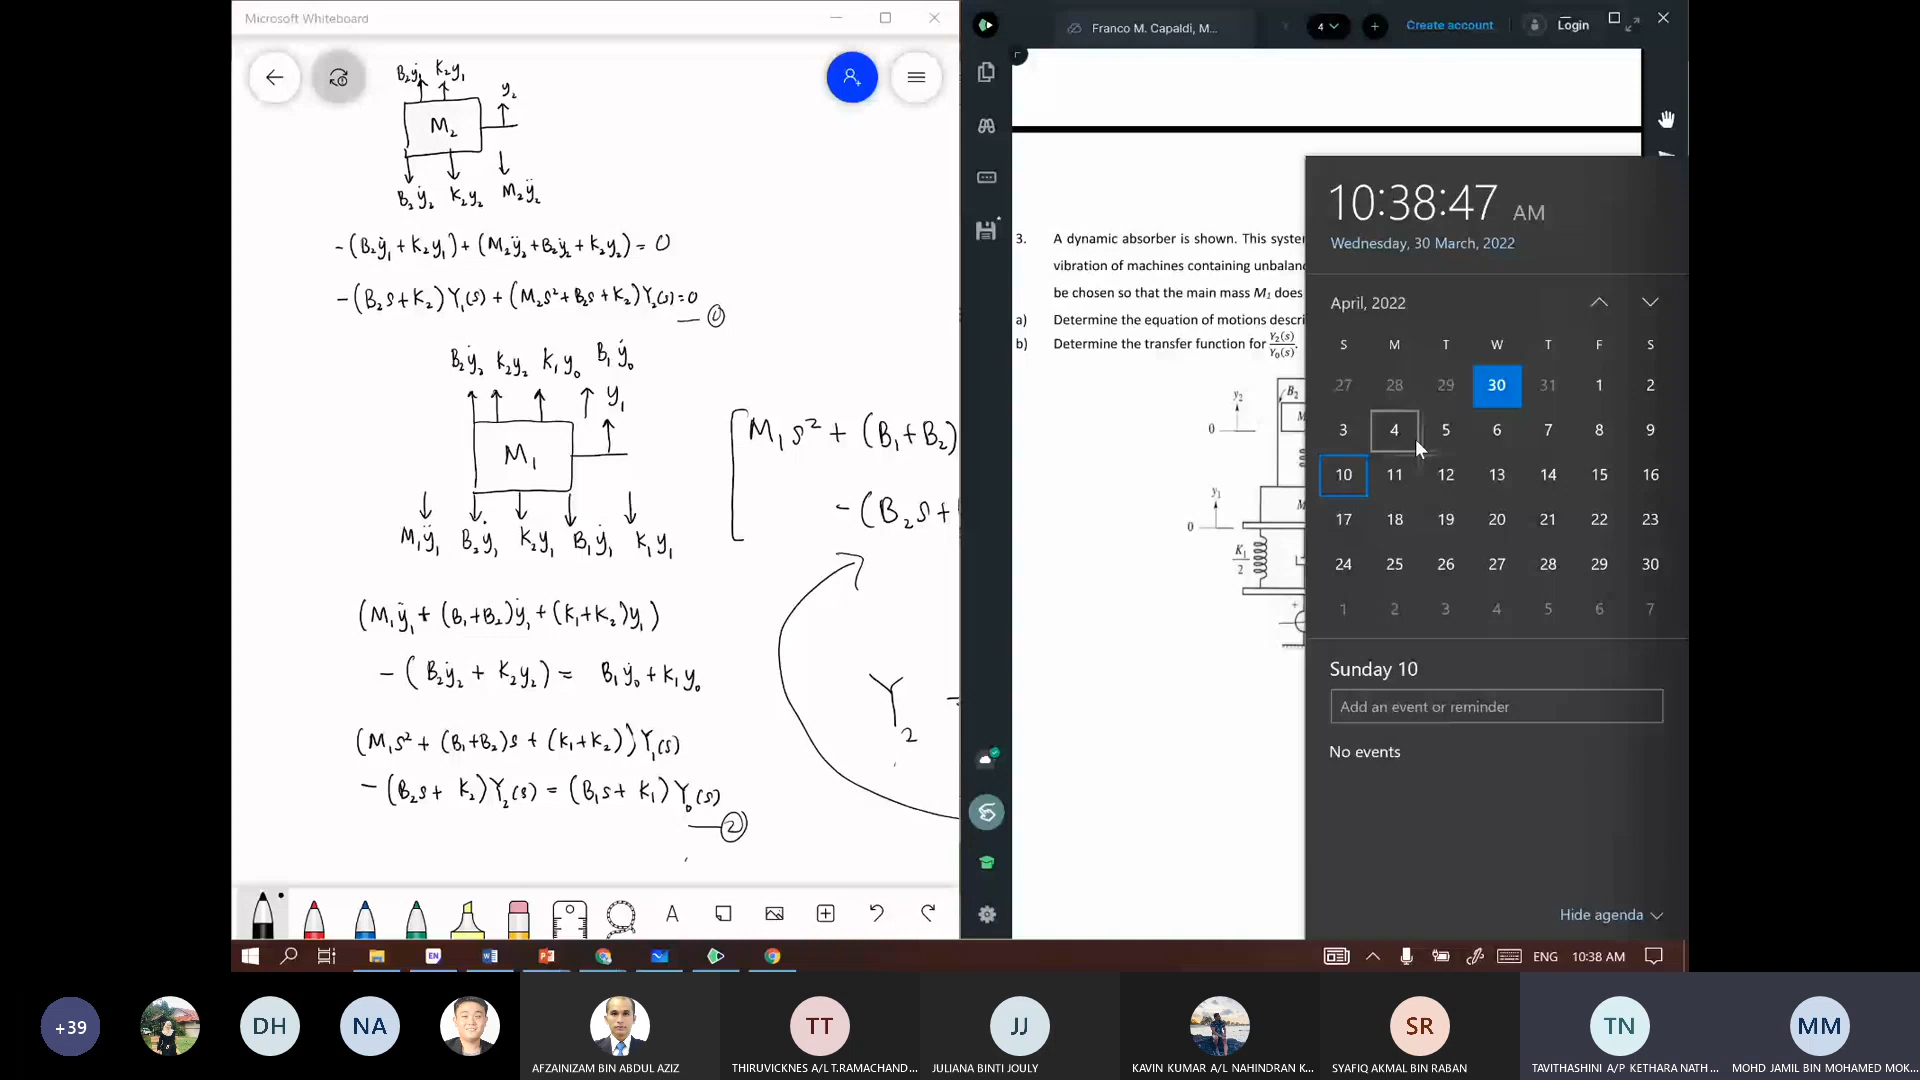 Microsoft Whiteboard
B₂ẏ₁ K₂y₁
y₂
M₂
B₂ẏ₂ K₂y₂ M₂ÿ₂
-(B₂ẏ₁ + K₂y₁) + (M₂ÿ₂ + B₂ẏ₂ + K₂y₂) = 0
-(B₂s + K₂) Y₁(s) + (M₂s² + B₂s + K₂) Y₂(s) = 0
— ①
B₂ẏ₂ K₂y₂ K₁y₀ B₁ẏ₀
y₁
M₁
M₁ÿ₁ B₂ẏ₁ K₂y₁ B₁ẏ₁ K₁y₁
(M₁ÿ₁ + (B₁+B₂)ẏ₁ + (K₁+K₂)y₁)
- (B₂ẏ₂ + K₂y₂) = B₁ẏ₀ + K₁y₀
(M₁s² + (B₁+B₂)s + (K₁+K₂)) Y₁(s)
- (B₂s + K₂) Y₂(s) = (B₁s + K₁) Y₀(s)
— ②
M₁s² + (B₁+B₂)
- (B₂s +
Y₂
A
Franco M. Capaldi, M...
4
Create account
Login
3. A dynamic absorber is shown. This syster
vibration of machines containing unbalan
be chosen so that the main mass M₁ does
a) Determine the equation of motions descri
b) Determine the transfer function for Y₂(s)/Y₀(s).
y₂
B₂
M
0
y₁
M
0
K₁/2
+
10:38:47 AM
Wednesday, 30 March, 2022
April, 2022
S M T W T F S
27 28 29 30 31 1 2
3 4 5 6 7 8 9
10 11 12 13 14 15 16
17 18 19 20 21 22 23
24 25 26 27 28 29 30
1 2 3 4 5 6 7
Sunday 10
Add an event or reminder
No events
Hide agenda
EN
ENG 10:38 AM
+39
DH
NA
TT
JJ
SR
TN
MM
AFZAINIZAM BIN ABDUL AZIZ
THIRUVICKNES A/L T.RAMACHAND...
JULIANA BINTI JOULY
KAVIN KUMAR A/L NAHINDRAN K...
SYAFIQ AKMAL BIN RABAN
TAVITHASHINI A/P KETHARA NATH ...
MOHD JAMIL BIN MOHAMED MOK...